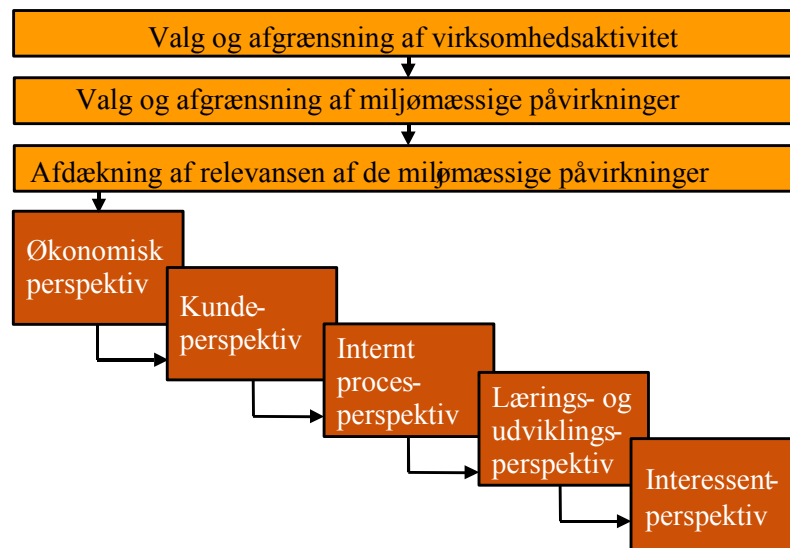 Valg og afgrænsning af virksomhedsaktivitet
Valg og afgrænsning af miljømæssige påvirkninger
Afdækning af relevansen af de miljømæssige påvirkninger
Økonomisk
perspektiv
Kunde-
perspektiv
Internt
proces-
perspektiv
Lærings- og
udviklings-
perspektiv
Interessent-
perspektiv